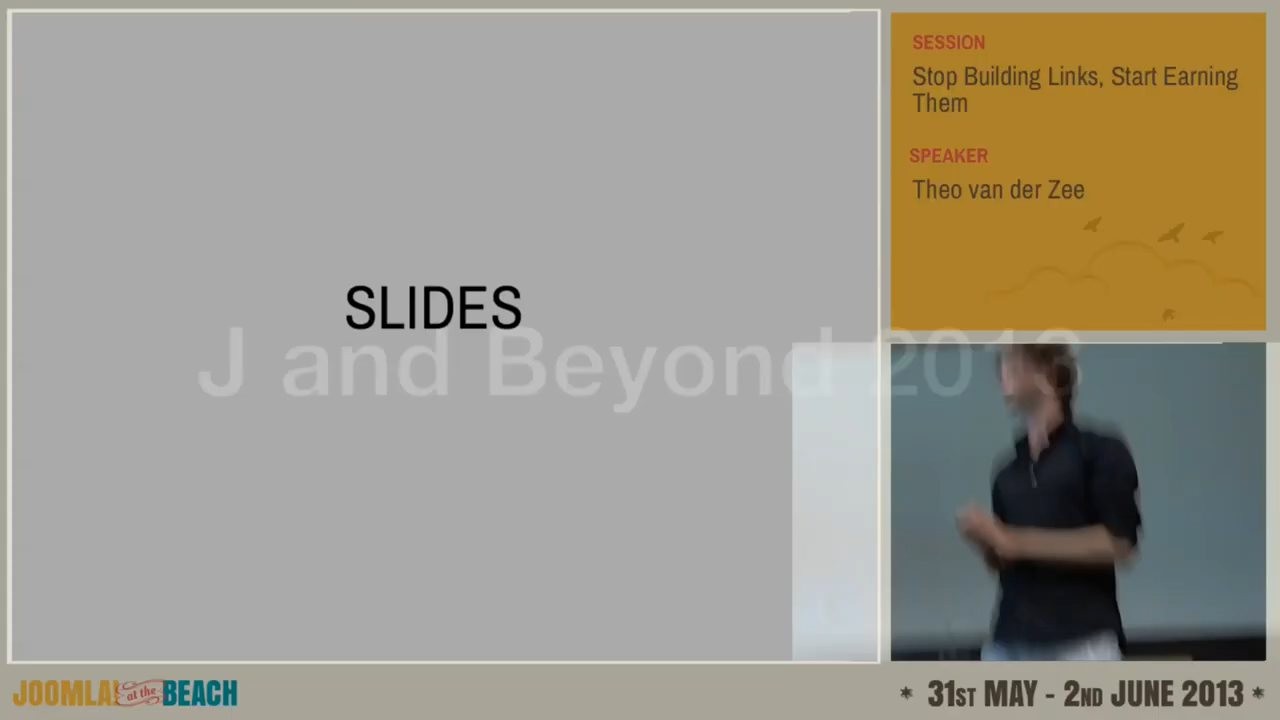 SESSION
Stop Building Links, Start Earning
Them
SPEAKER
Theo van der Zee
SLIDES
J and Beyond 2013
JOOMLA! at the BEACH
* 31ST MAY - 2ND JUNE 2013 *